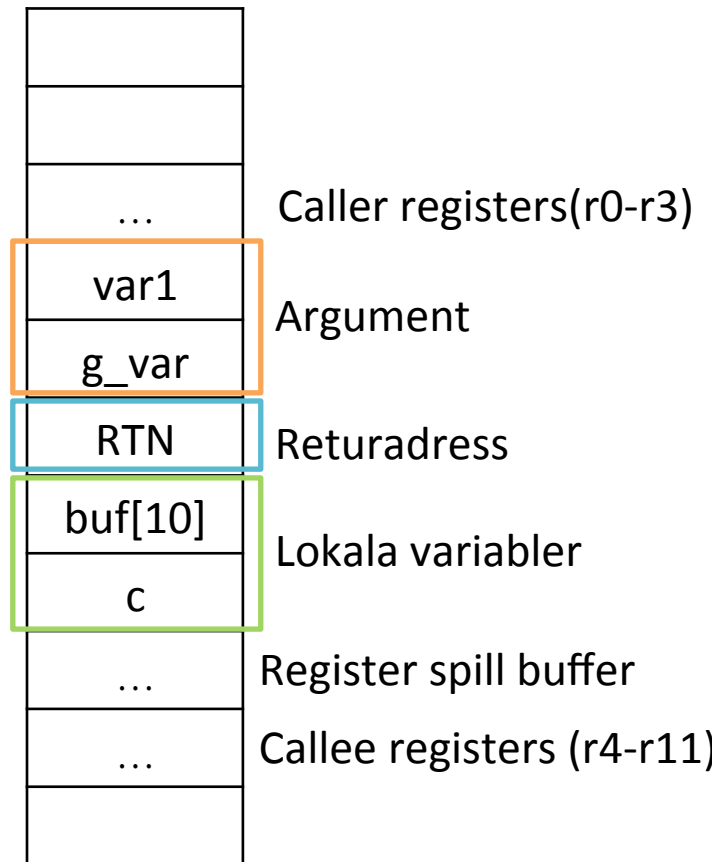 ... Caller registers(r0-r3)
var1
Argument
g_var
RTN Returadress
buf[10]
Lokala variabler
c
... Register spill buffer
... Callee registers (r4-r11)